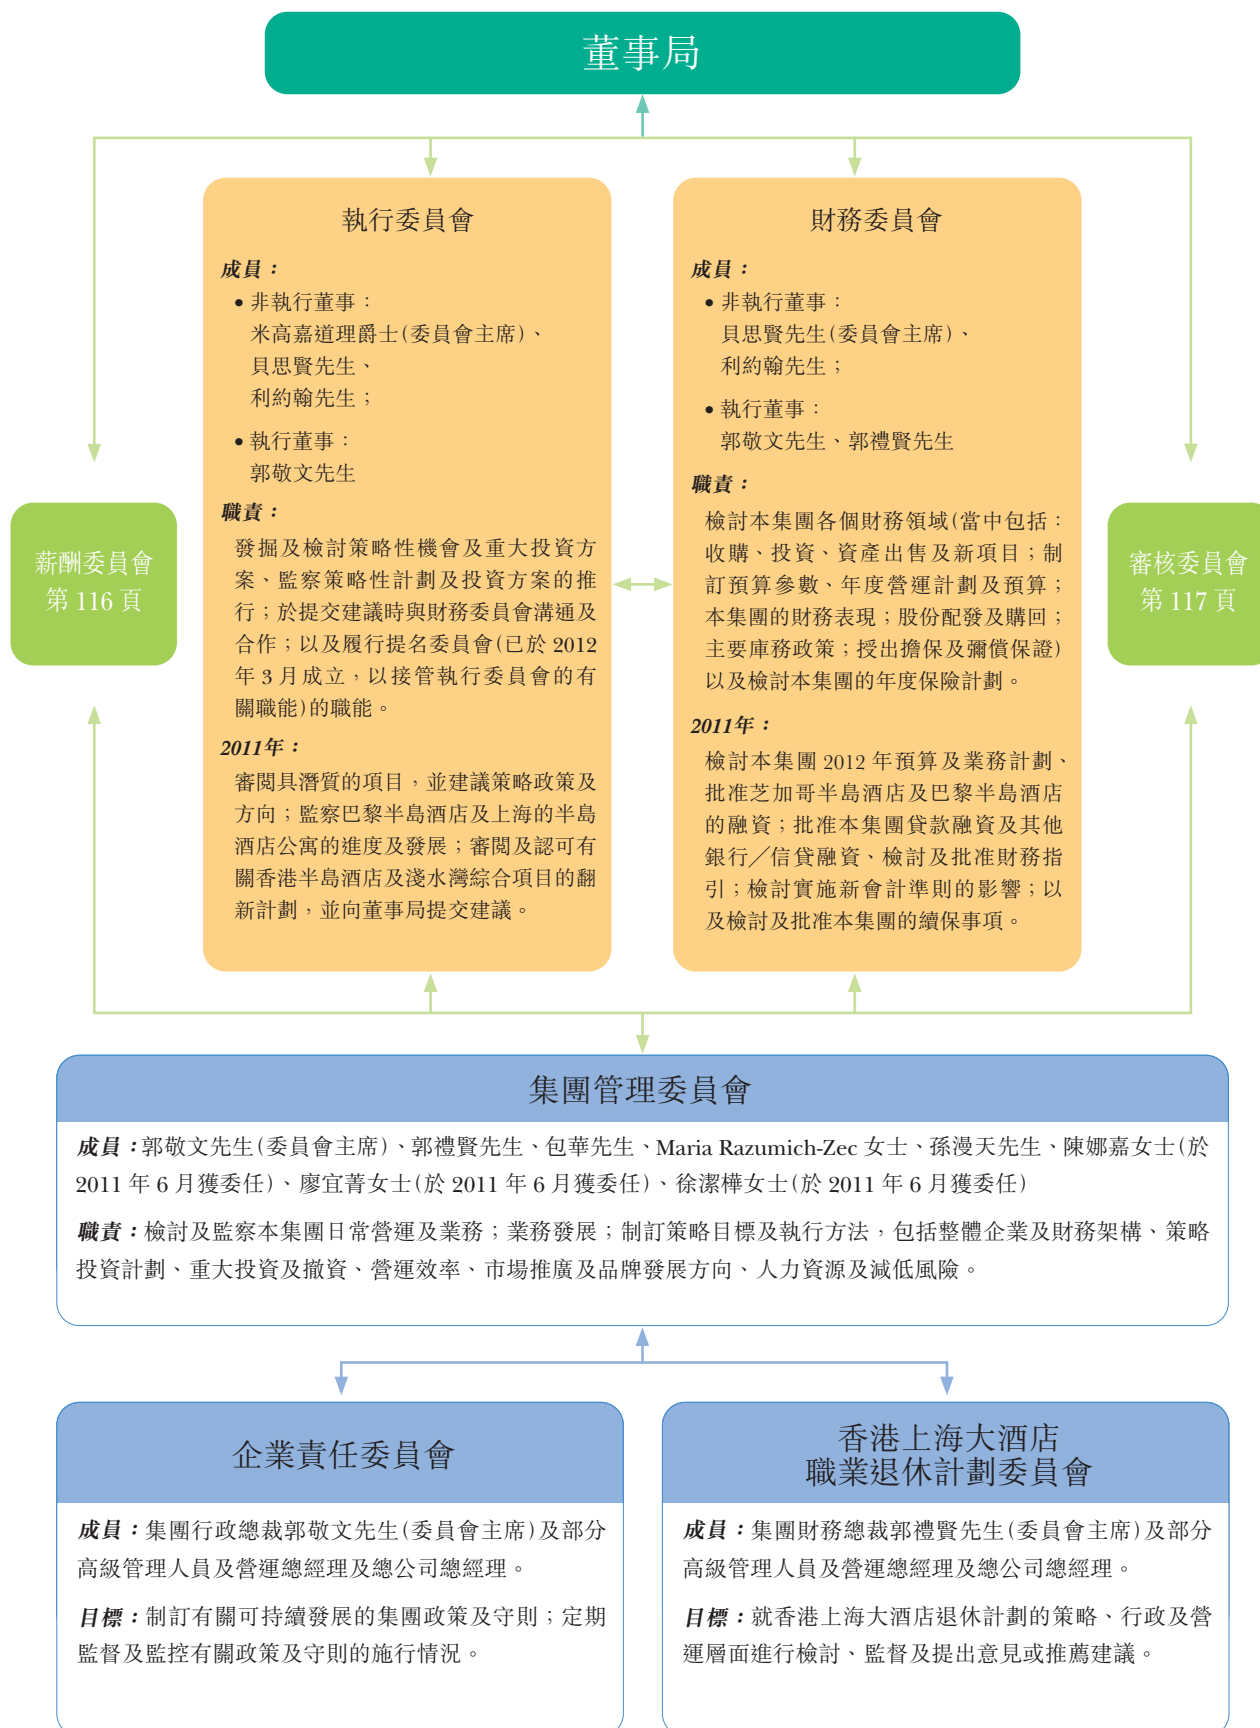 董事局
執行委員會
成員：
• 非執行董事：
米高嘉道理爵士(委員會主席)、
貝思賢先生、
利約翰先生；
• 執行董事：
郭敬文先生
職責：
發掘及檢討策略性機會及重大投資方
案、監察策略性計劃及投資方案的推
行；於提交建議時與財務委員會溝通及
合作；以及履行提名委員會(已於 2012
年 3 月成立，以接管執行委員會的有
關職能)的職能。
2011年：
審閱具潛質的項目，並建議策略政策及
方向；監察巴黎半島酒店及上海的半島
酒店公寓的進度及發展；審閱及認可有
關香港半島酒店及淺水灣綜合項目的翻
新計劃，並向董事局提交建議。
財務委員會
成員：
• 非執行董事：
貝思賢先生(委員會主席)、
利約翰先生；
• 執行董事：
郭敬文先生、郭禮賢先生
職責：
檢討本集團各個財務領域(當中包括：
收購、投資、資產出售及新項目；制
訂預算參數、年度營運計劃及預算；
本集團的財務表現；股份配發及購回；
主要庫務政策；授出擔保及彌償保證)
以及檢討本集團的年度保險計劃。
2011年：
檢討本集團 2012 年預算及業務計劃、
批准芝加哥半島酒店及巴黎半島酒店
的融資；批准本集團貸款融資及其他
銀行／信貸融資、檢討及批准財務指
引；檢討實施新會計準則的影響；以
及檢討及批准本集團的續保事項。
薪酬委員會
第 116 頁
審核委員會
第 117 頁
集團管理委員會
成員：郭敬文先生(委員會主席)、郭禮賢先生、包華先生、Maria Razumich-Zec 女士、孫漫天先生、陳娜嘉女士(於
2011 年 6 月獲委任)、廖宜菁女士(於 2011 年 6 月獲委任)、徐潔樺女士(於 2011 年 6 月獲委任)
職責：檢討及監察本集團日常營運及業務；業務發展；制訂策略目標及執行方法，包括整體企業及財務架構、策略
投資計劃、重大投資及撤資、營運效率、市場推廣及品牌發展方向、人力資源及減低風險。
企業責任委員會
成員：集團行政總裁郭敬文先生(委員會主席)及部分
高級管理人員及營運總經理及總公司總經理。
目標：制訂有關可持續發展的集團政策及守則；定期
監督及監控有關政策及守則的施行情況。
香港上海大酒店
職業退休計劃委員會
成員：集團財務總裁郭禮賢先生(委員會主席)及部分
高級管理人員及營運總經理及總公司總經理。
目標：就香港上海大酒店退休計劃的策略、行政及營
運層面進行檢討、監督及提出意見或推薦建議。